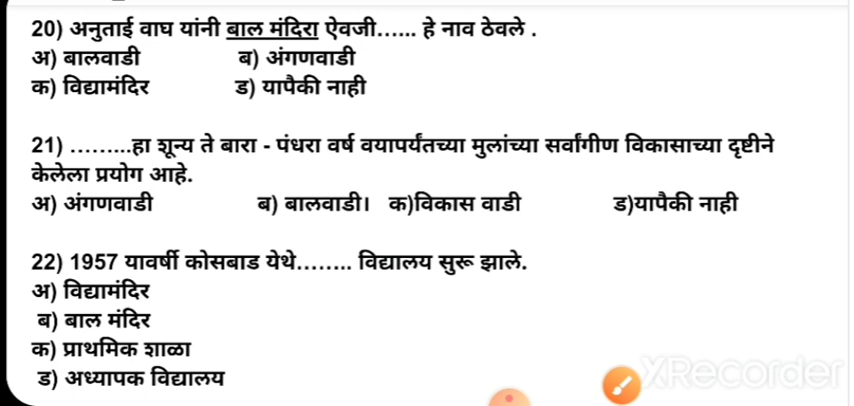 20) अनुताई वाघ यांनी बाल मंदिरा ऐवजी...... हे नाव ठेवले .
अ) बालवाडी ब) अंगणवाडी
क) विद्यामंदिर ड) यापैकी नाही
21) .........हा शून्य ते बारा - पंधरा वर्ष वयापर्यंतच्या मुलांच्या सर्वांगीण विकासाच्या दृष्टीने
केलेला प्रयोग आहे.
अ) अंगणवाडी ब) बालवाडी। क)विकास वाडी ड)यापैकी नाही
22) 1957 यावर्षी कोसबाड येथे........ विद्यालय सुरू झाले.
अ) विद्यामंदिर
ब) बाल मंदिर
क) प्राथमिक शाळा
ड) अध्यापक विद्यालय
XRecorder